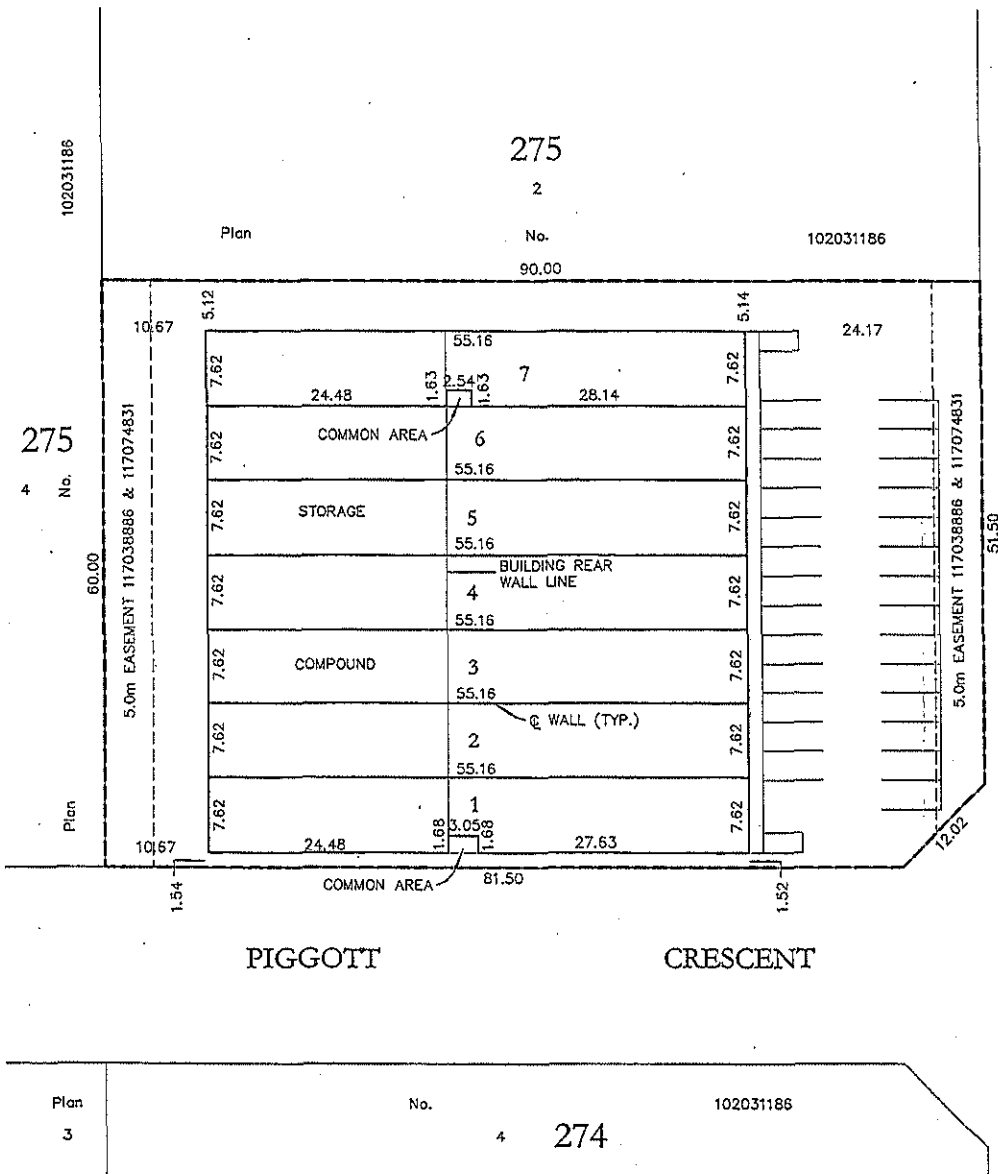 102031186
275
2
Plan No. 102031186
90.00
5.12 5.14
10.67 24.17
55.16
7.62 7 7.62
24.48 1.63 2.54 1.63 28.14
COMMON AREA
275
4 No.
7.62 6 7.62
55.16
7.62 STORAGE 5 7.62
55.16
BUILDING REAR
WALL LINE
60.00
5.0m EASEMENT 117038886 & 117074831
5.0m EASEMENT 117038886 & 117074831
51.50
7.62 4 7.62
55.16
7.62 COMPOUND 3 7.62
55.16
℄ WALL (TYP.)
7.62 2 7.62
55.16
Plan
7.62 1 7.62
10.67 24.48 1.68 3.05 1.68 27.63
12.02
COMMON AREA 81.50
1.54 1.52
PIGGOTT CRESCENT
Plan No. 102031186
3 4 274